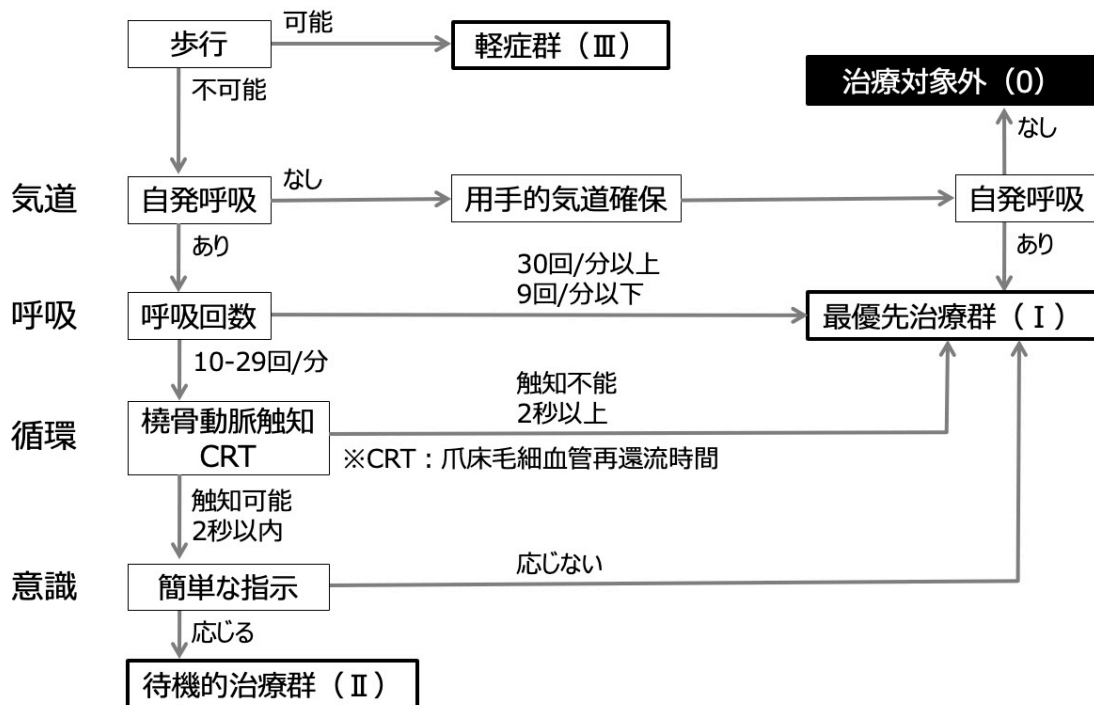 歩行
可能
軽症群（Ⅲ）
不可能
治療対象外（0）
なし
気道
自発呼吸
なし
用手的気道確保
自発呼吸
あり
あり
30回/分以上
9回/分以下
呼吸
呼吸回数
最優先治療群（Ⅰ）
10-29回/分
触知不能
2秒以上
循環
橈骨動脈触知
CRT
※CRT：爪床毛細血管再還流時間
触知可能
2秒以内
意識
簡単な指示
応じない
応じる
待機的治療群（Ⅱ）